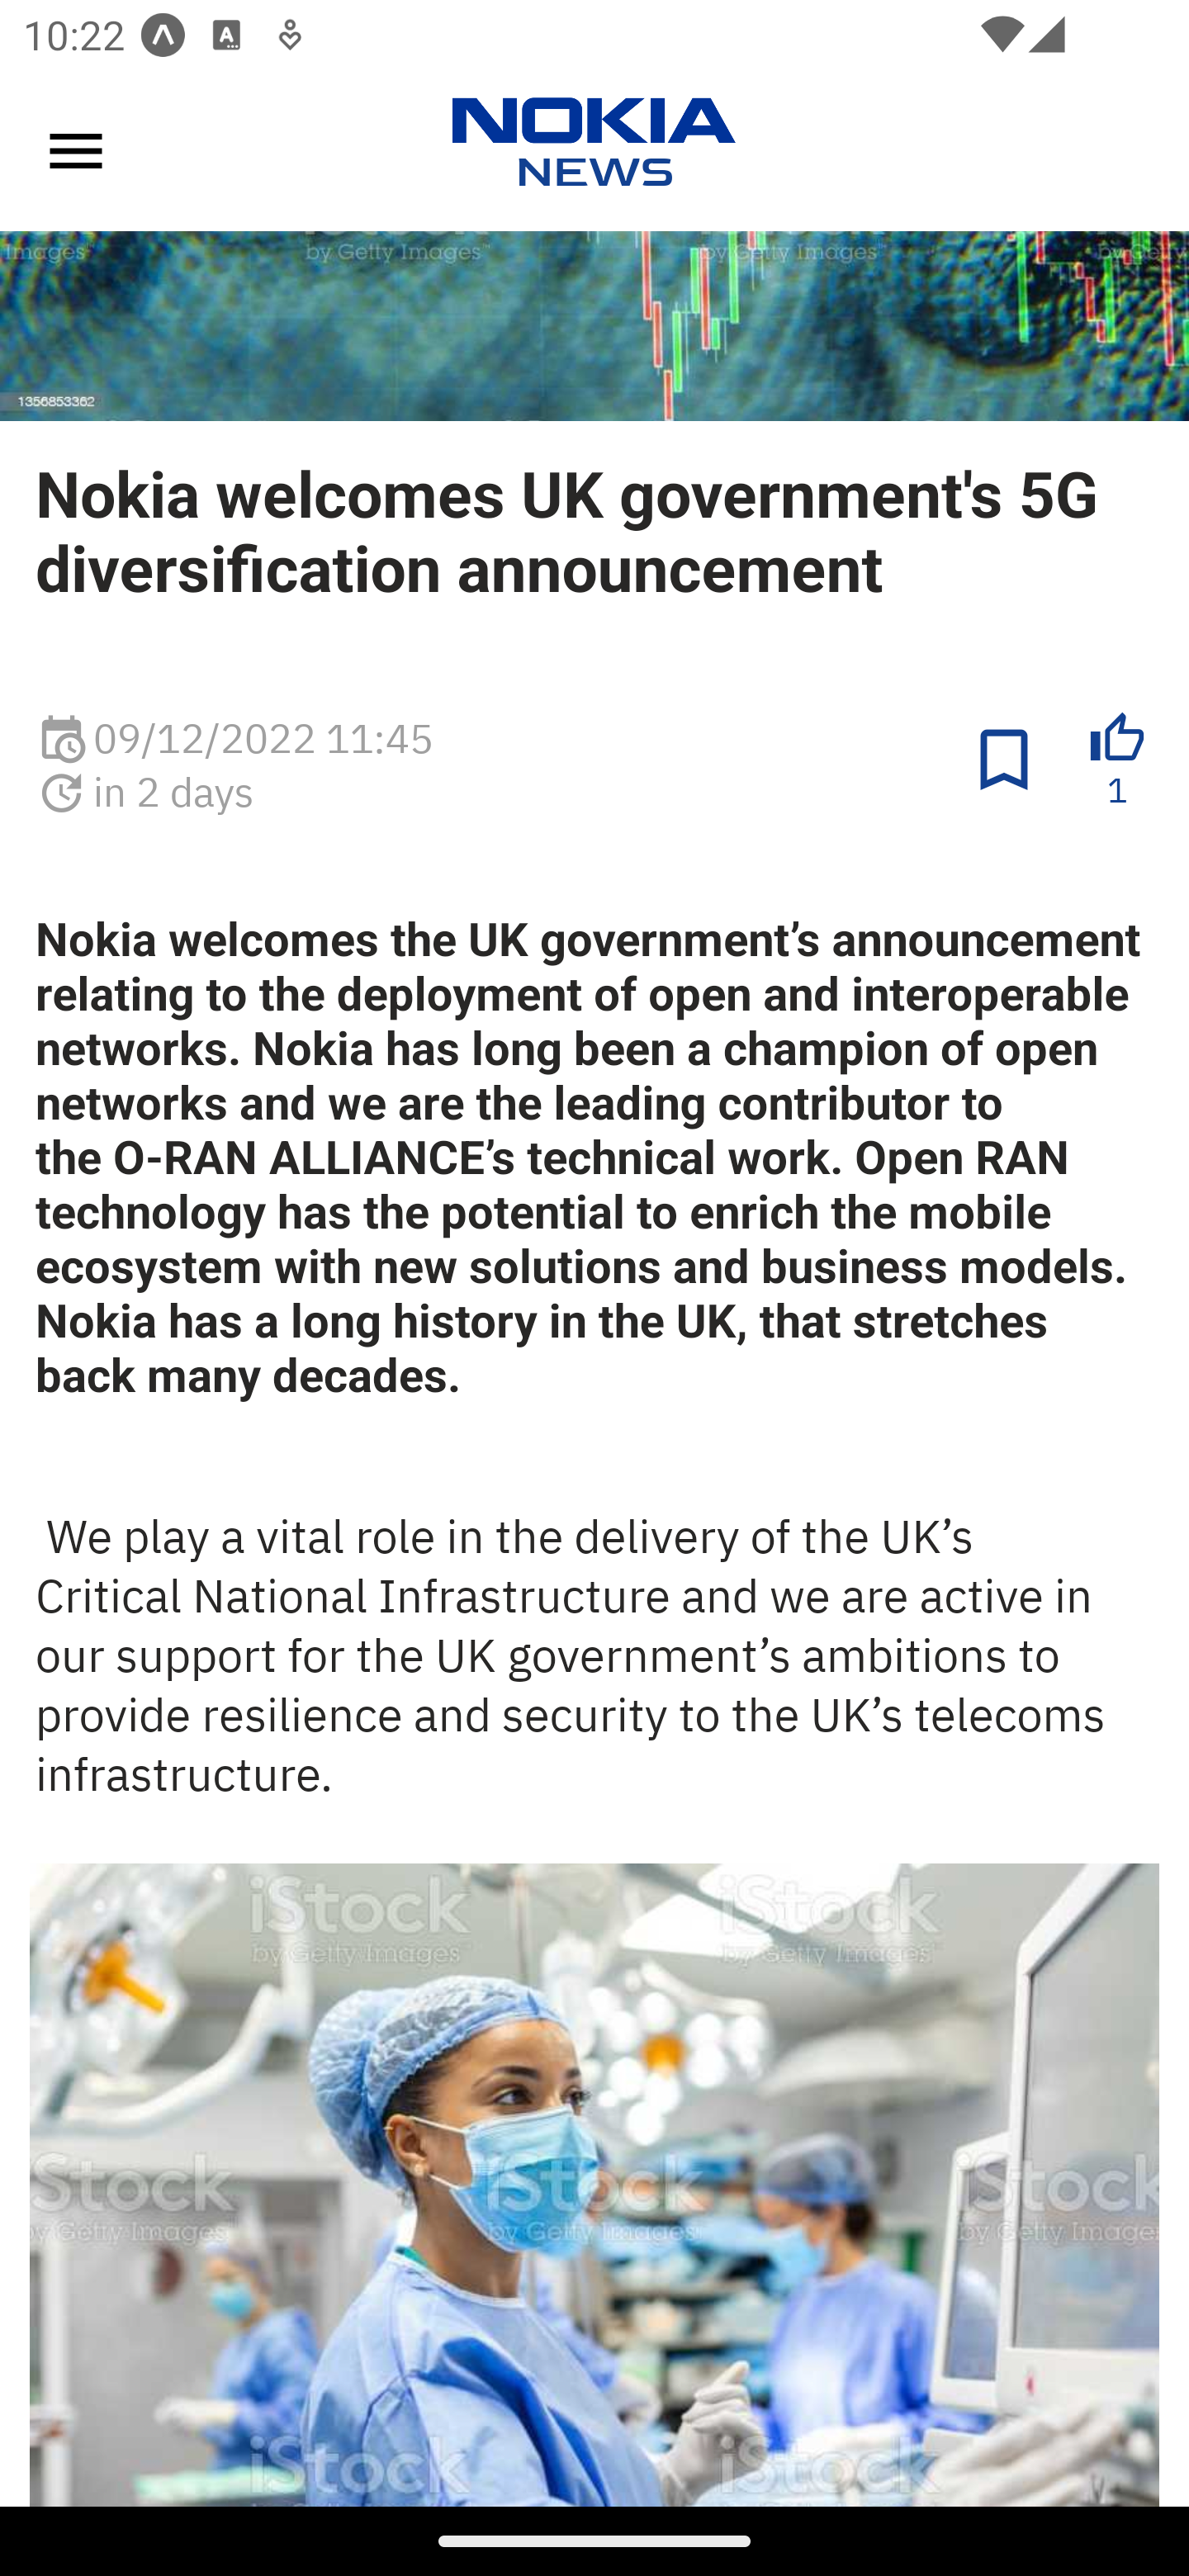 10:22
NOKIA
NEWS
Images™
by Getty Images™
by Getty Images™
by Getty
1356853362
Nokia welcomes UK government's 5G
diversification announcement
09/12/2022 11:45
in 2 days
1
Nokia welcomes the UK government’s announcement
relating to the deployment of open and interoperable
networks. Nokia has long been a champion of open
networks and we are the leading contributor to
the O-RAN ALLIANCE’s technical work. Open RAN
technology has the potential to enrich the mobile
ecosystem with new solutions and business models.
Nokia has a long history in the UK, that stretches
back many decades.
We play a vital role in the delivery of the UK’s
Critical National Infrastructure and we are active in
our support for the UK government’s ambitions to
provide resilience and security to the UK’s telecoms
infrastructure.
iStock iStock
by Getty Images™ by Getty Images™
iStock iStock iStock
by Getty Images by Getty Images by Getty Images
iStock iStock